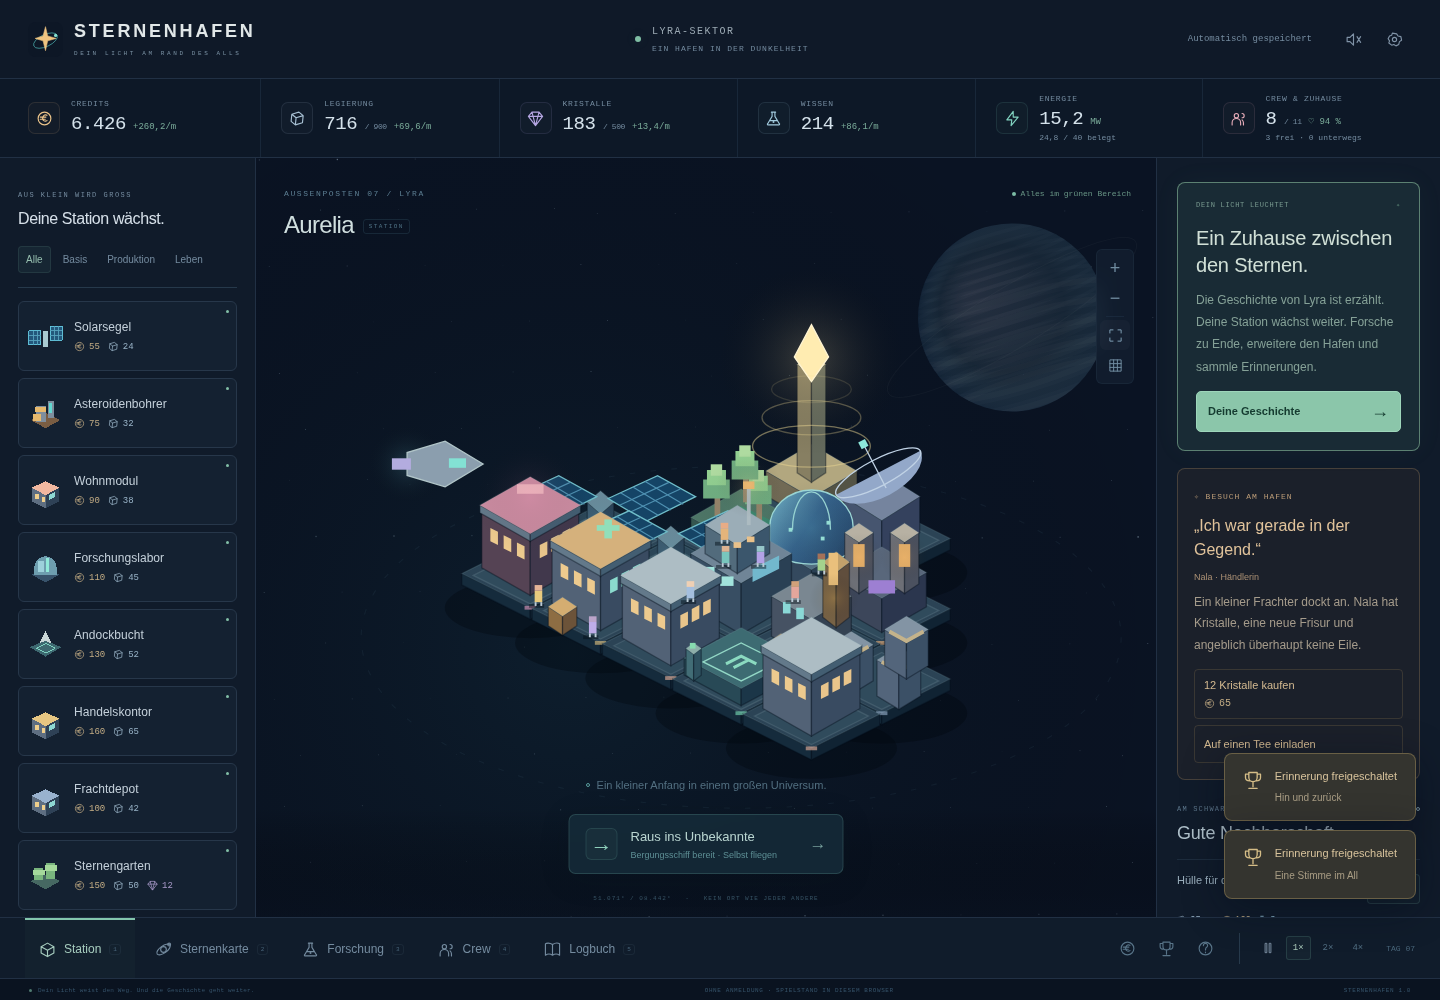 STERNENHAFEN
DEIN LICHT AM RAND DES ALLS
LYRA-SEKTOR
EIN HAFEN IN DER DUNKELHEIT
Automatisch gespeichert
CREDITS
6.426 +260,2/m
LEGIERUNG
716 / 900 +69,6/m
KRISTALLE
183 / 500 +13,4/m
WISSEN
214 +86,1/m
ENERGIE
15,2 MW
24,8 / 40 belegt
CREW & ZUHAUSE
8 / 11 ♡ 94 %
3 frei · 0 unterwegs
AUS KLEIN WIRD GROSS
Deine Station wächst.
Alle Basis Produktion Leben
Solarsegel
55 24
Asteroidenbohrer
75 32
Wohnmodul
90 38
Forschungslabor
110 45
Andockbucht
130 52
Handelskontor
160 65
Frachtdepot
100 42
Sternengarten
150 50 12
AUSSENPOSTEN 07 / LYRA
Aurelia STATION
Alles im grünen Bereich
+
−
Ein kleiner Anfang in einem großen Universum.
→ Raus ins Unbekannte →
Bergungsschiff bereit · Selbst fliegen
KEIN ORT WIE JEDER ANDERE
DEIN LICHT LEUCHTET
Ein Zuhause zwischen
den Sternen.
Die Geschichte von Lyra ist erzählt.
Deine Station wächst weiter. Forsche
zu Ende, erweitere den Hafen und
sammle Erinnerungen.
Deine Geschichte →
BESUCH AM HAFEN
„Ich war gerade in der
Gegend.“
Nala · Händlerin
Ein kleiner Frachter dockt an. Nala hat
Kristalle, eine neue Frisur und
angeblich überhaupt keine Eile.
12 Kristalle kaufen
65
Auf einen Tee einladen
Erinnerung freigeschaltet
Hin und zurück
AM SCHWAR
Gute Nachbarschaft
Erinnerung freigeschaltet
Eine Stimme im All
Hülle für
Station 1
Sternenkarte 2
Forschung 3
Crew 4
Logbuch 5
1× 2× 4× TAG 07
Dein Licht weist den Weg. Und die Geschichte geht weiter.
OHNE ANMELDUNG · SPIELSTAND IN DIESEM BROWSER
STERNENHAFEN 1.0